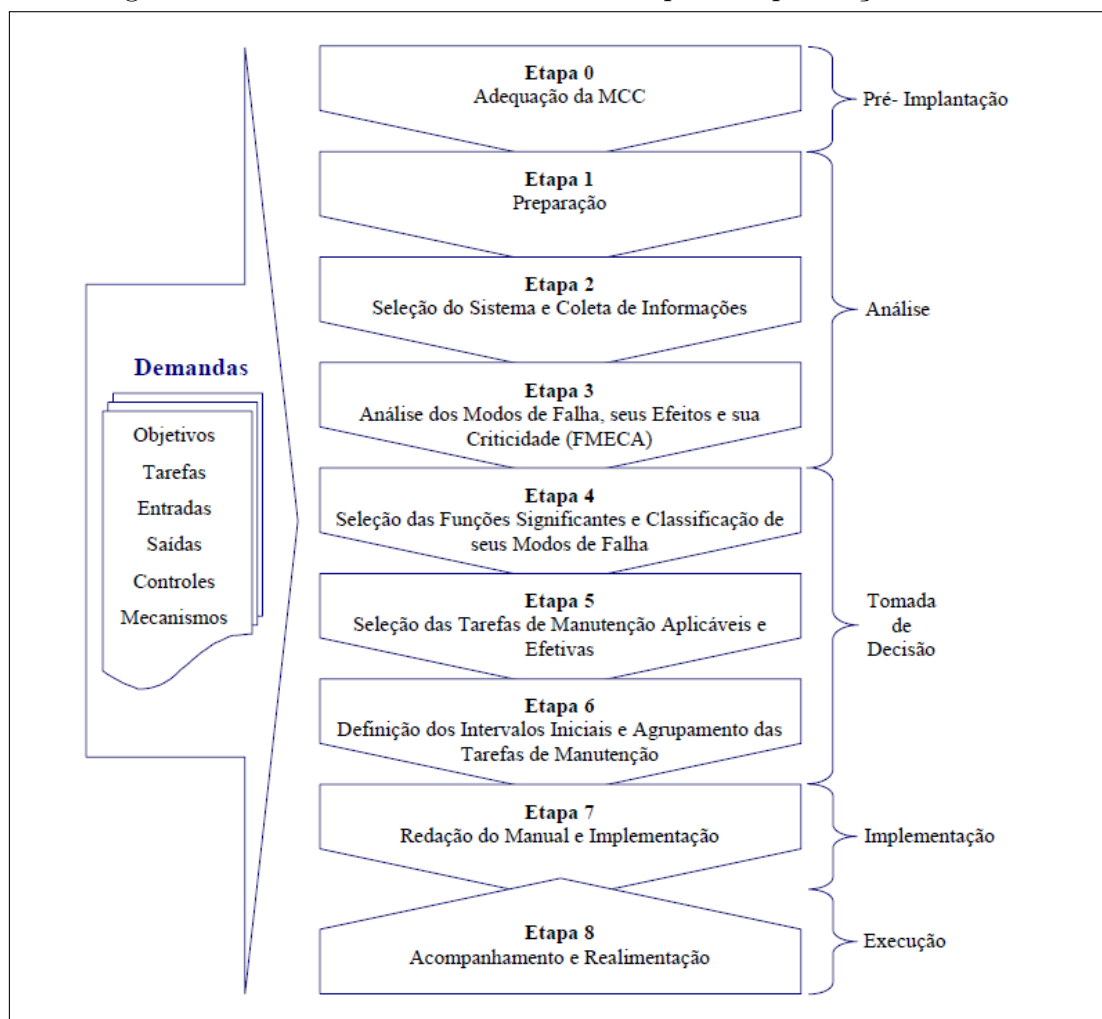 Etapa 0
Adequação da MCC
Pré- Implantação
Etapa 1
Preparação
Etapa 2
Seleção do Sistema e Coleta de Informações
Análise
Etapa 3
Análise dos Modos de Falha, seus Efeitos e sua
Criticidade (FMECA)
Demandas
Objetivos
Tarefas
Entradas
Saídas
Controles
Mecanismos
Etapa 4
Seleção das Funções Significantes e Classificação de
seus Modos de Falha
Etapa 5
Seleção das Tarefas de Manutenção Aplicáveis e
Efetivas
Tomada
de
Decisão
Etapa 6
Definição dos Intervalos Iniciais e Agrupamento das
Tarefas de Manutenção
Etapa 7
Redação do Manual e Implementação
Implementação
Etapa 8
Acompanhamento e Realimentação
Execução